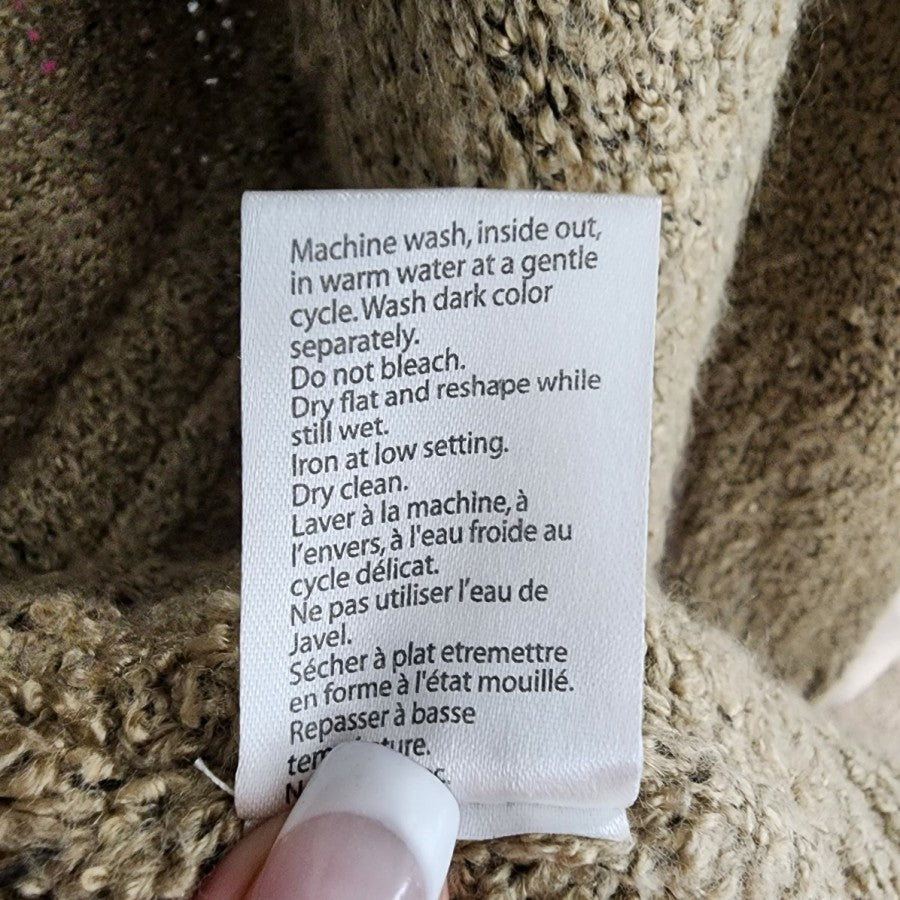 Machine wash, inside out,
in warm water at a gentle
cycle. Wash dark color
separately.
Do not bleach.
Dry flat and reshape while
still wet.
Iron at low setting.
Dry clean.
Laver à la machine, à
l'envers, à l'eau froide au
cycle délicat.
Ne pas utiliser l'eau de
Javel.
Sécher à plat etremettre
en forme à l'état mouillé.
Repasser à basse